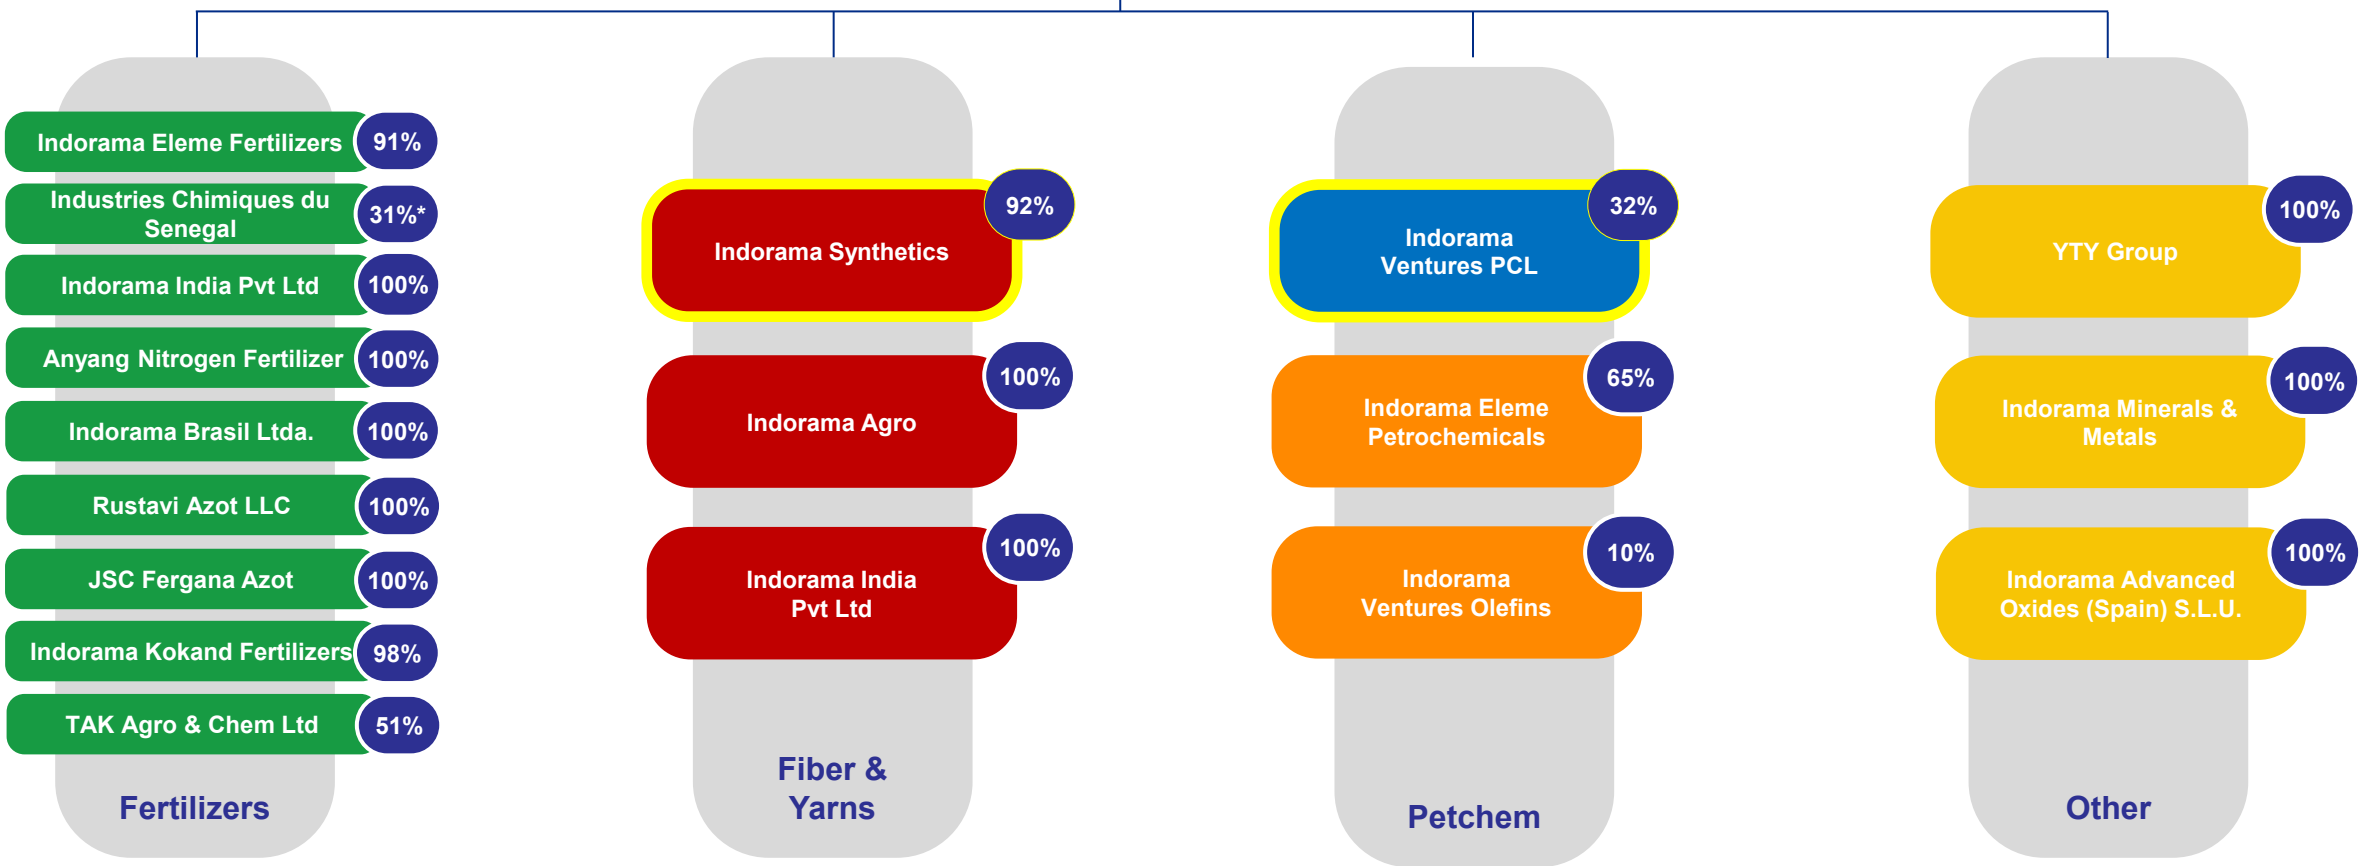 Indorama Eleme Fertilizers
91%
Industries Chimiques du
Senegal
31%*
Indorama India Pvt Ltd
100%
Anyang Nitrogen Fertilizer
100%
Indorama Brasil Ltda.
100%
Rustavi Azot LLC
100%
JSC Fergana Azot
100%
Indorama Kokand Fertilizers
98%
TAK Agro & Chem Ltd
51%
Fertilizers
Indorama Synthetics
92%
Indorama Agro
100%
Indorama India
Pvt Ltd
100%
Fiber &
Yarns
Indorama
Ventures PCL
32%
Indorama Eleme
Petrochemicals
65%
Indorama
Ventures Olefins
10%
Petchem
YTY Group
100%
Indorama Minerals &
Metals
100%
Indorama Advanced
Oxides (Spain) S.L.U.
100%
Other